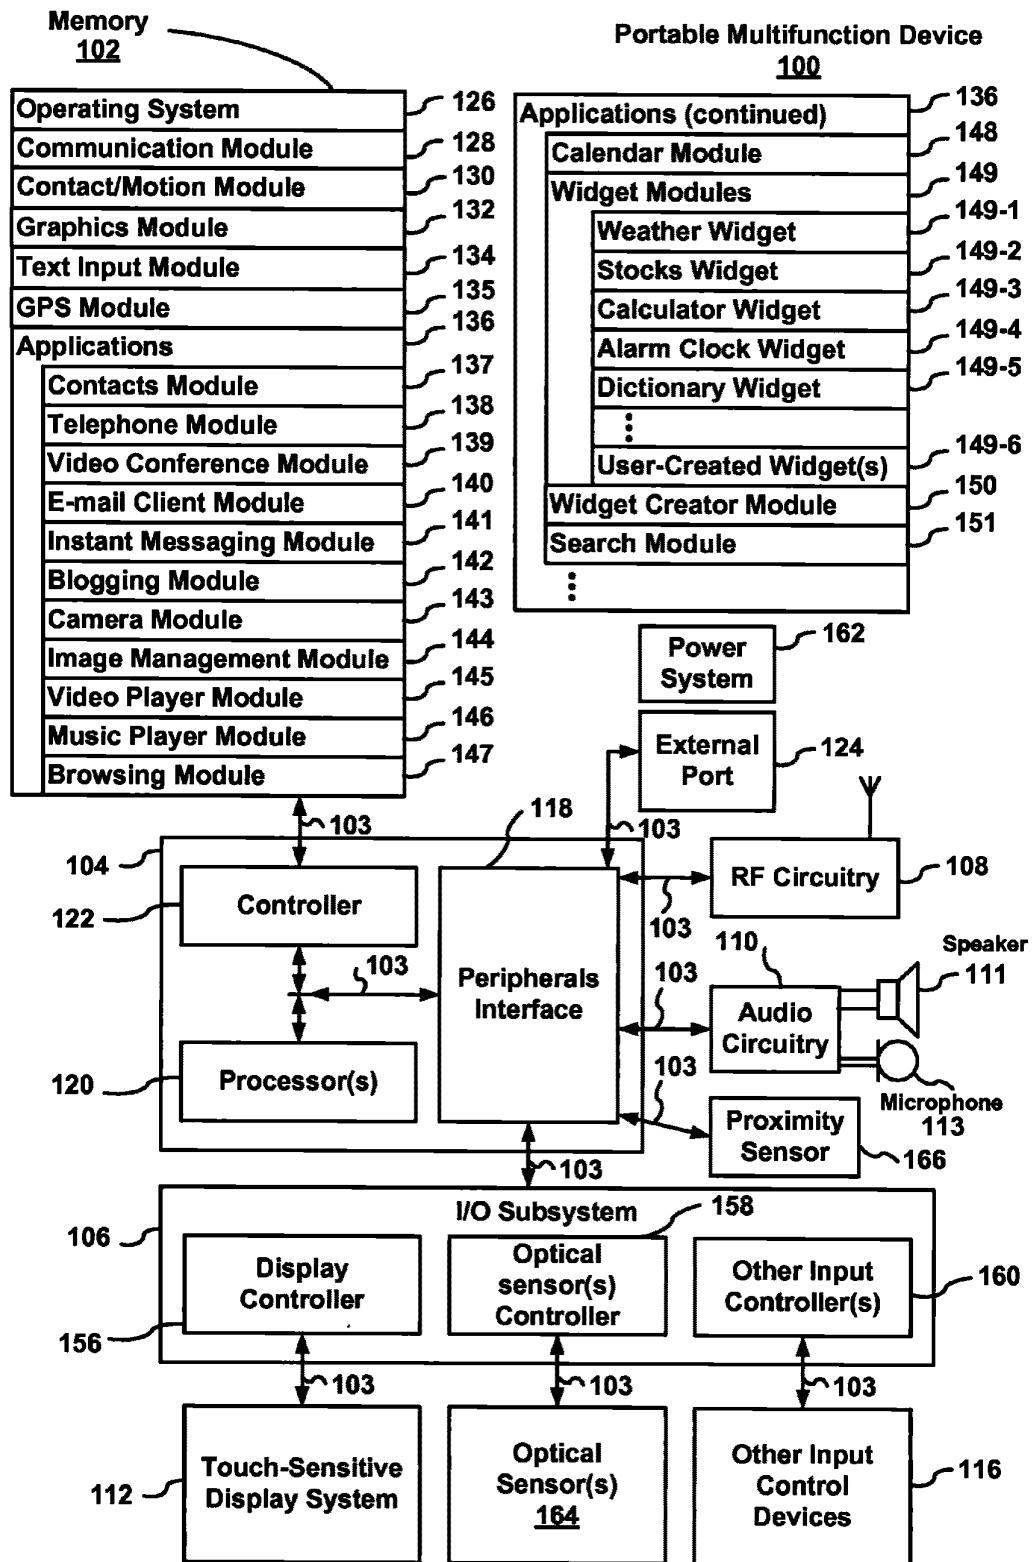 Memory
102
Portable Multifunction Device
100
Operating System 126
Communication Module 128
Contact/Motion Module 130
Graphics Module 132
Text Input Module 134
GPS Module 135
Applications 136
Contacts Module 137
Telephone Module 138
Video Conference Module 139
E-mail Client Module 140
Instant Messaging Module 141
Blogging Module 142
Camera Module 143
Image Management Module 144
Video Player Module 145
Music Player Module 146
Browsing Module 147
Applications (continued) 136
Calendar Module 148
Widget Modules 149
Weather Widget 149-1
Stocks Widget 149-2
Calculator Widget 149-3
Alarm Clock Widget 149-4
Dictionary Widget 149-5
User-Created Widget(s) 149-6
Widget Creator Module 150
Search Module 151
Power
System
162
External
Port
124
103
118
103
104
Controller
122
RF Circuitry
108
103
103
Peripherals
Interface
110
Speaker
111
103
Audio
Circuitry
Processor(s)
120
103
Microphone
113
Proximity
Sensor
166
103
I/O Subsystem
106
158
Display
Controller
156
Optical
sensor(s)
Controller
Other Input
Controller(s)
160
103
103
103
Touch-Sensitive
Display System
112
Optical
Sensor(s)
164
Other Input
Control
Devices
116